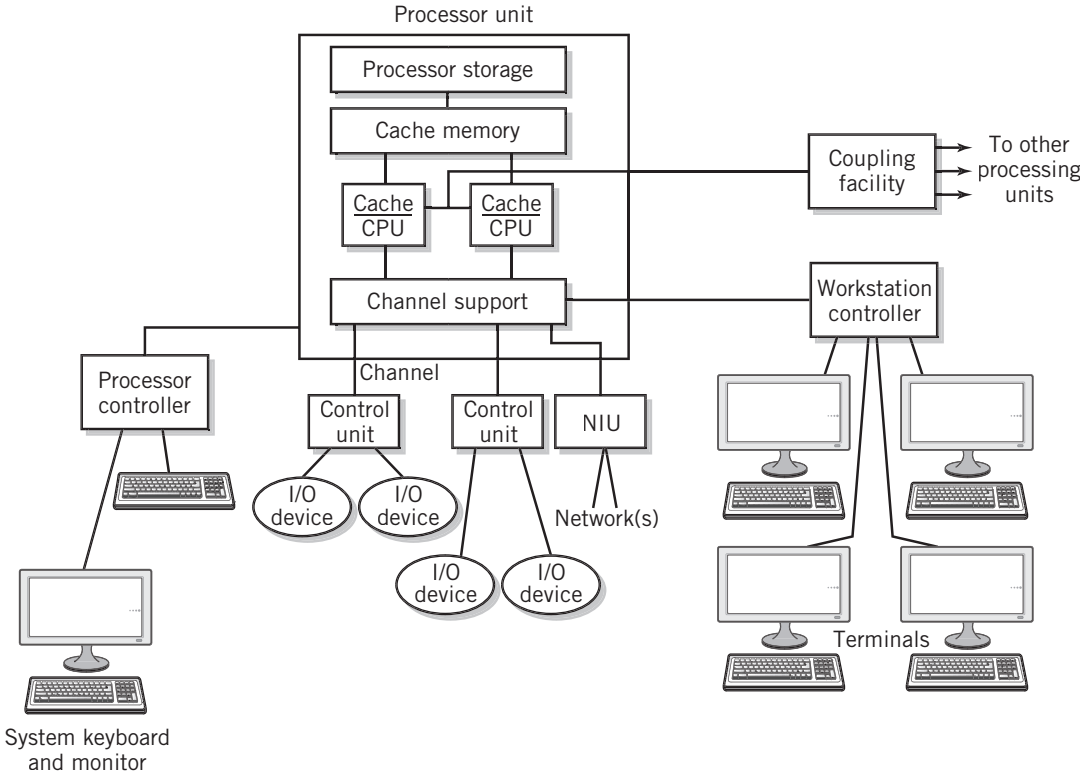 Processor unit
Processor storage
Cache memory
Cache
CPU
Cache
CPU
Coupling
facility
To other
processing
units
Channel support
Workstation
controller
Processor
controller
Channel
Control
unit
Control
unit
NIU
I/O
device
I/O
device
Network(s)
I/O
device
I/O
device
Terminals
System keyboard
and monitor